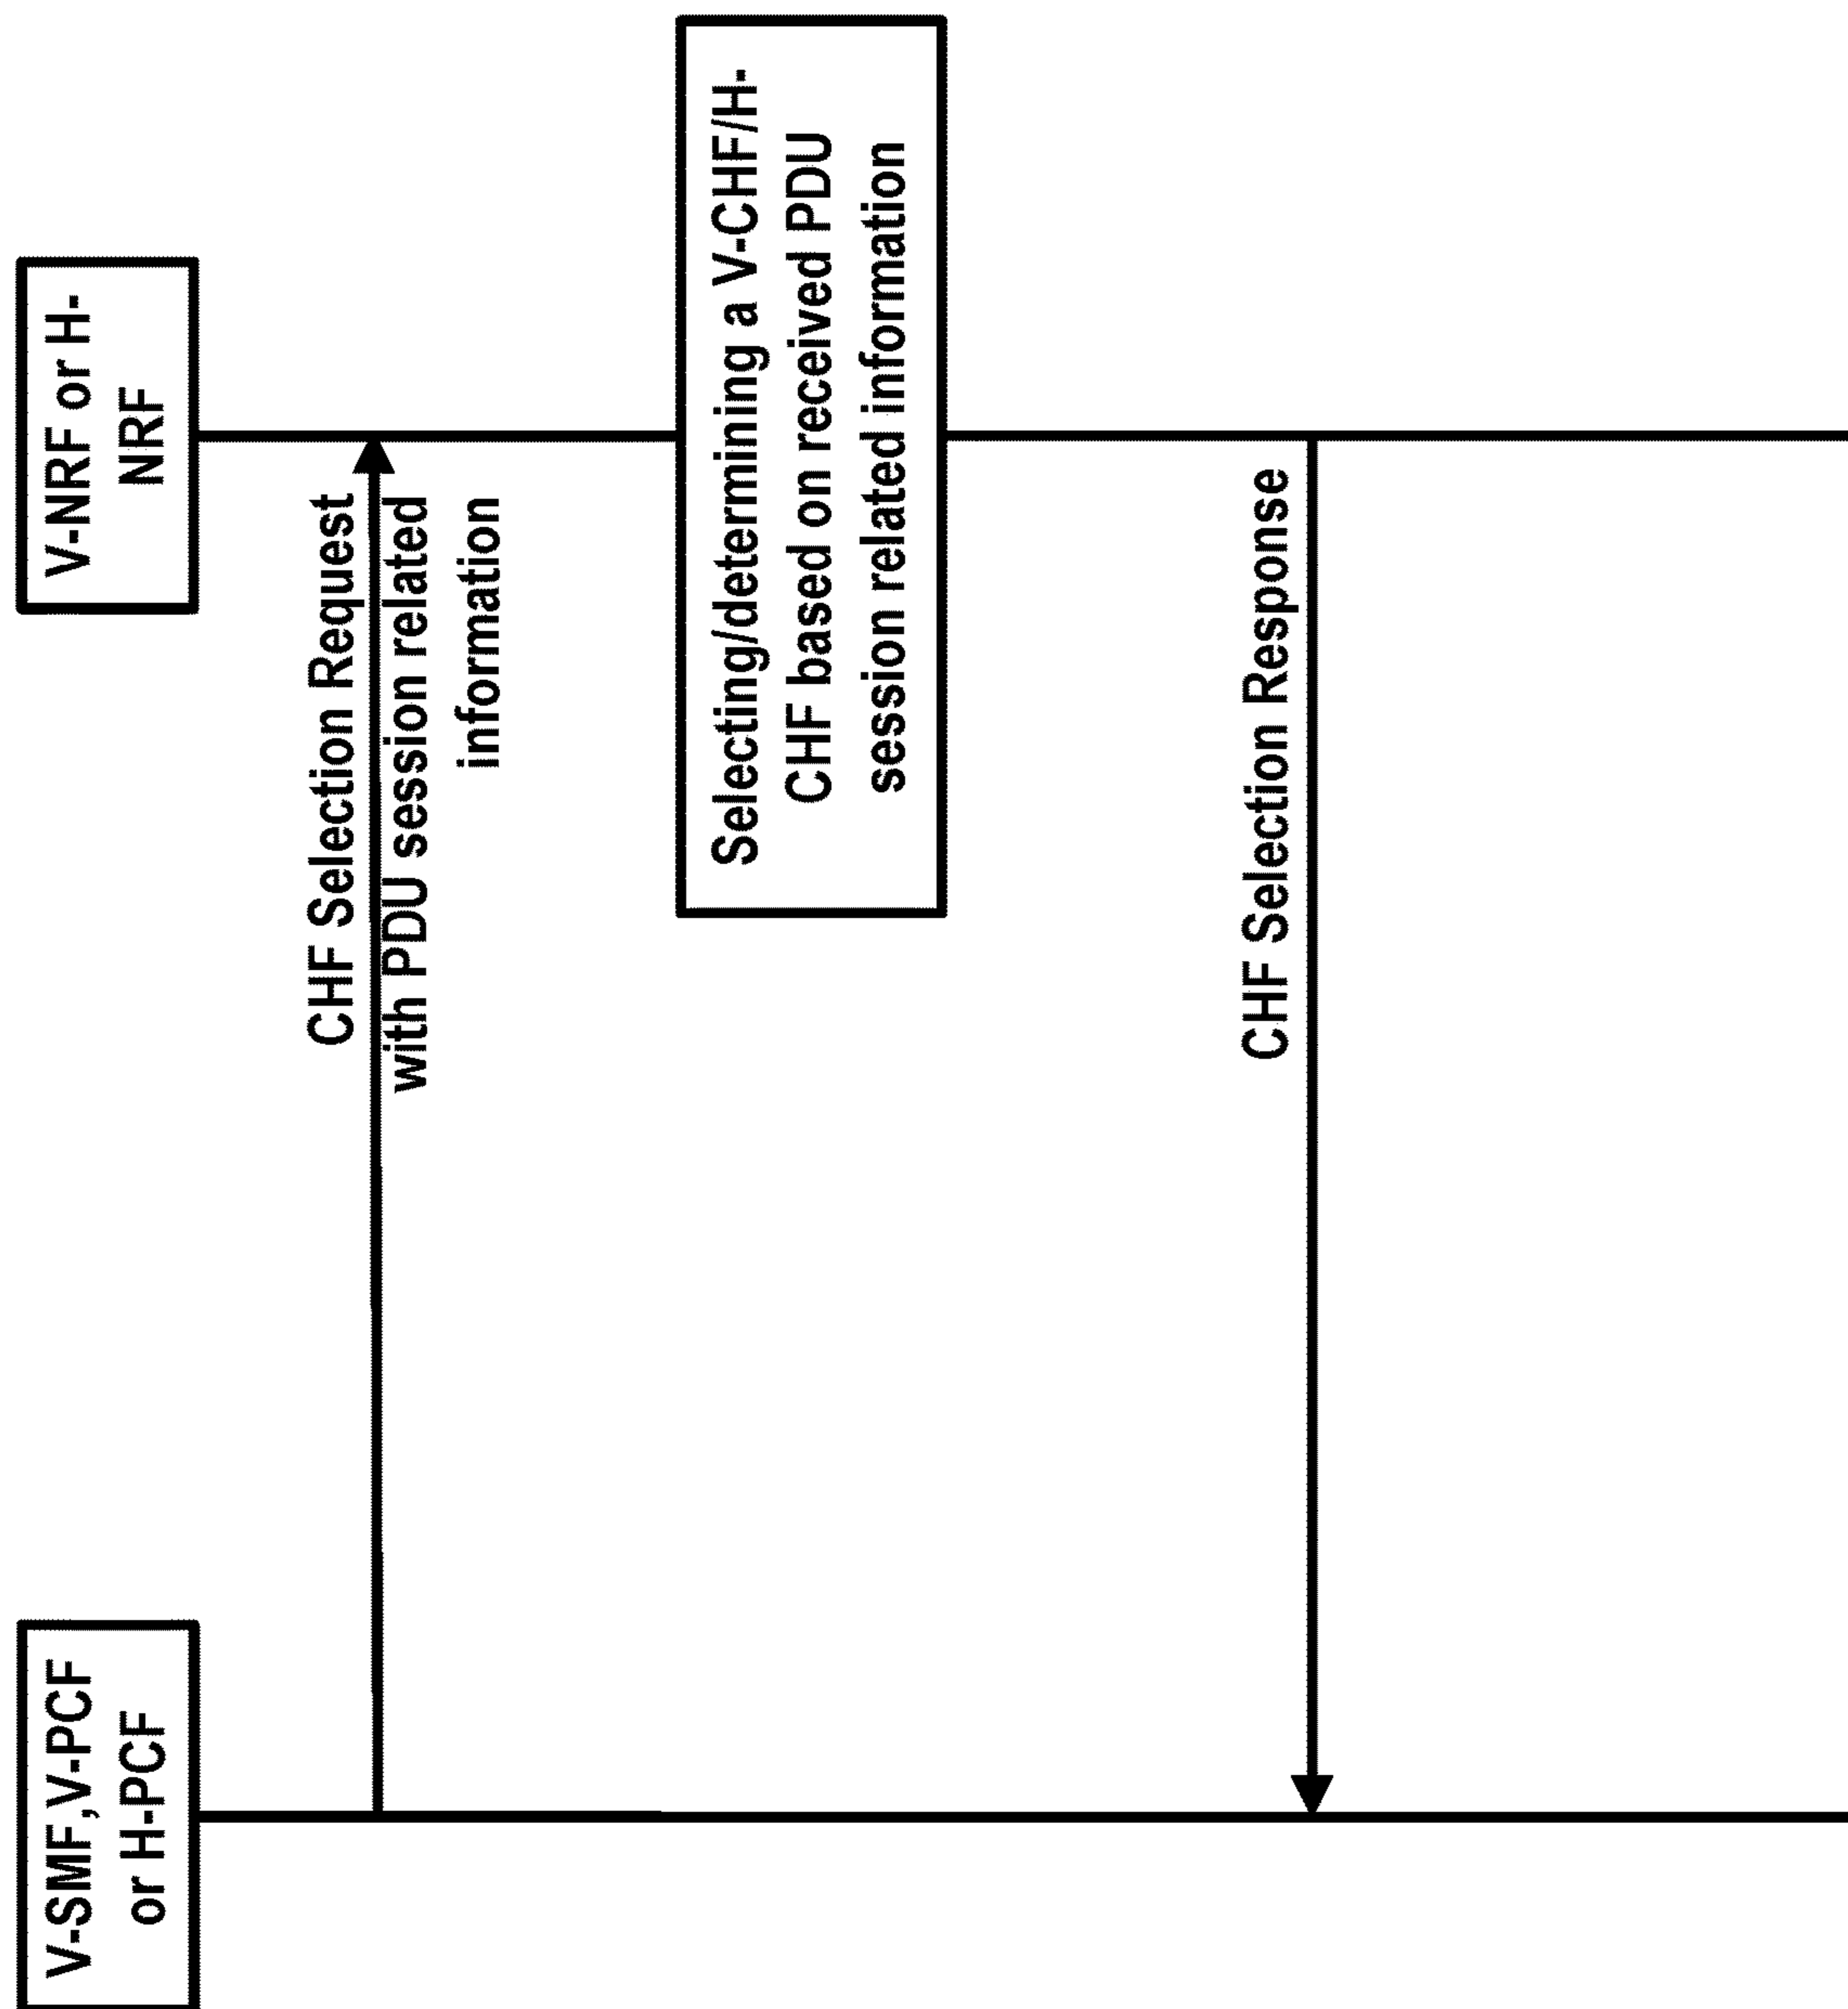 V-SMF,V-PCF
or H-PCF
V-NRF or H-
NRF
CHF Selection Request
with PDU session related
information
Selecting/determining a V-CHF/H-
CHF based on received PDU
session related information
CHF Selection Response